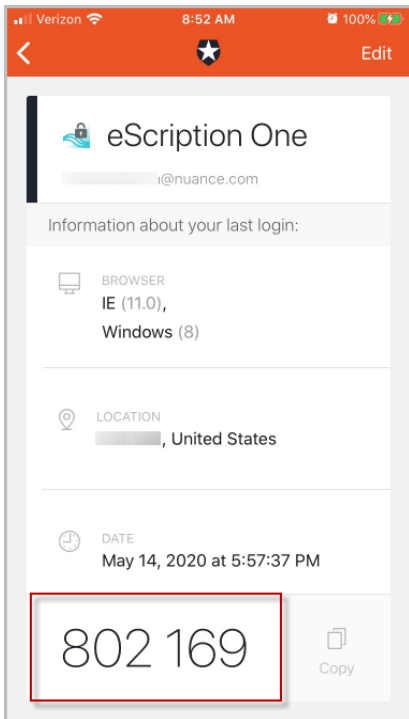 Verizon 8:52 AM 100%
Edit
eScription One
@nuance.com
Information about your last login:
BROWSER
IE (11.0),
Windows (8)
LOCATION
, United States
DATE
May 14, 2020 at 5:57:37 PM
802 169
Copy